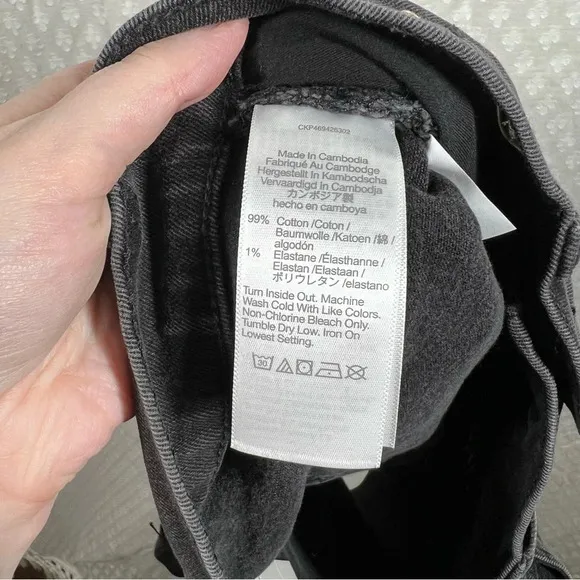 CKP469426302
Made In Cambodia
Fabriqué Au Cambodge
Hergestellt In Kambodscha
Vervaardigd In Cambodja
カンボジア製
hecho en camboya
99% Cotton /Coton /
Baumwolle /Katoen /綿 /
algodón
1% Elastane /Élasthanne /
Elastan /Elastaan /
ポリウレタン /elastano
Turn Inside Out. Machine
Wash Cold With Like Colors.
Non-Chlorine Bleach Only.
Tumble Dry Low. Iron On
Lowest Setting.
30